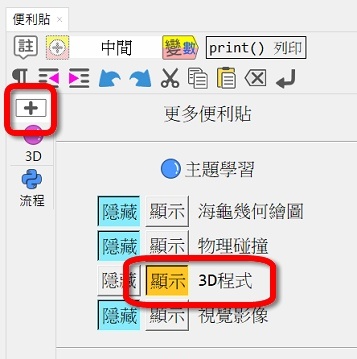 便利貼 ×
註 中間 變數 print() 列印
更多便利貼
3D
流程
主題學習
隱藏 顯示 海龜幾何繪圖
隱藏 顯示 物理碰撞
隱藏 顯示 3D程式
隱藏 顯示 視覺影像